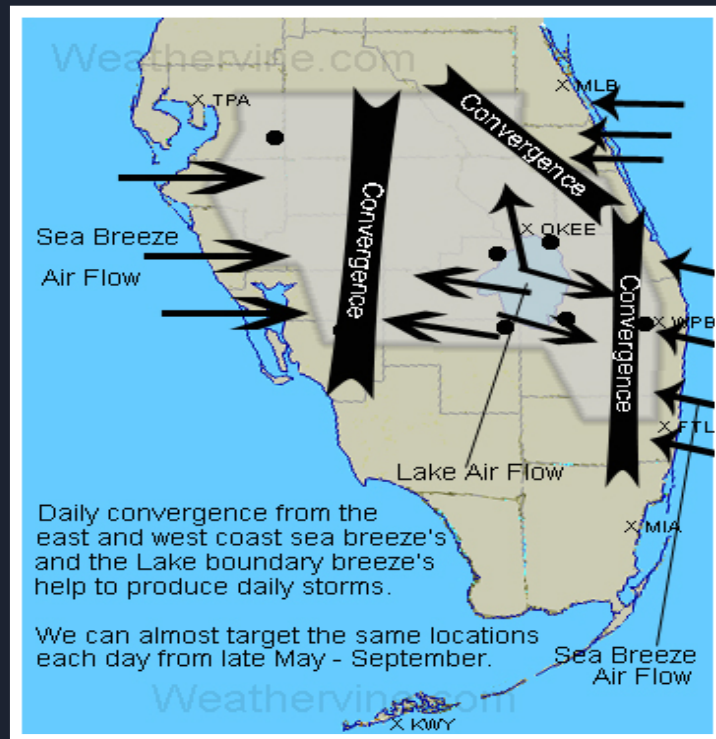 Weathervine.com
X MLB
X TPA
Convergence
Convergence
X OKEE
Sea Breeze
Air Flow
Convergence
X WPB
X FTL
Lake Air Flow
Daily convergence from the
east and west coast sea breeze's
and the Lake boundary breeze's
help to produce daily storms.
X MIA
We can almost target the same locations
each day from late May - September.
Sea Breeze
Air Flow
Weathervine.com
X KWY